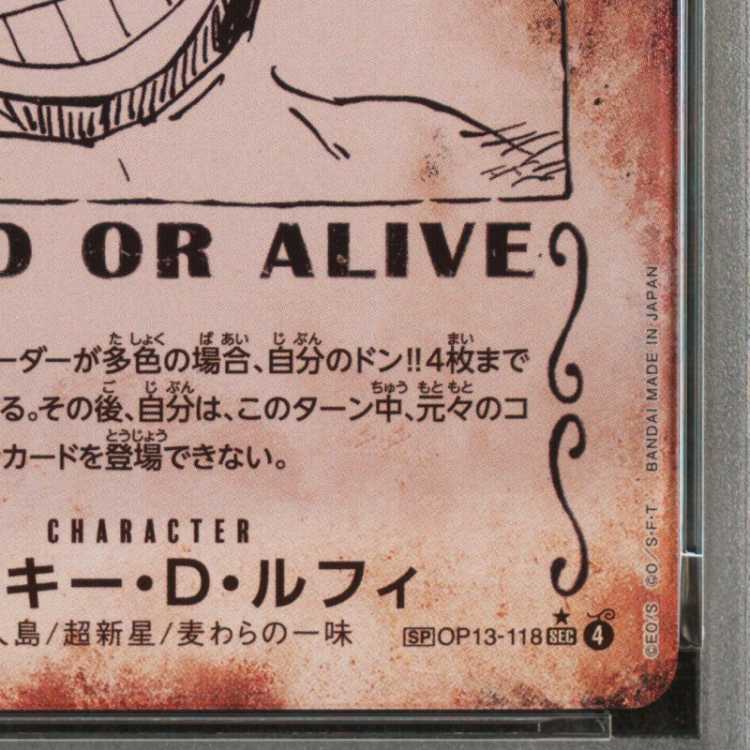 D OR ALIVE
ーダーが多色の場合、自分のドン!!4枚まで
る。その後、自分は、このターン中、元々のコ
カードを登場できない。
CHARACTER
キー・D・ルフィ
人島/超新星/麦わらの一味
SP OP13-118 SEC 4
©EO/S ©O/S・F・T BANDAI MADE IN JAPAN